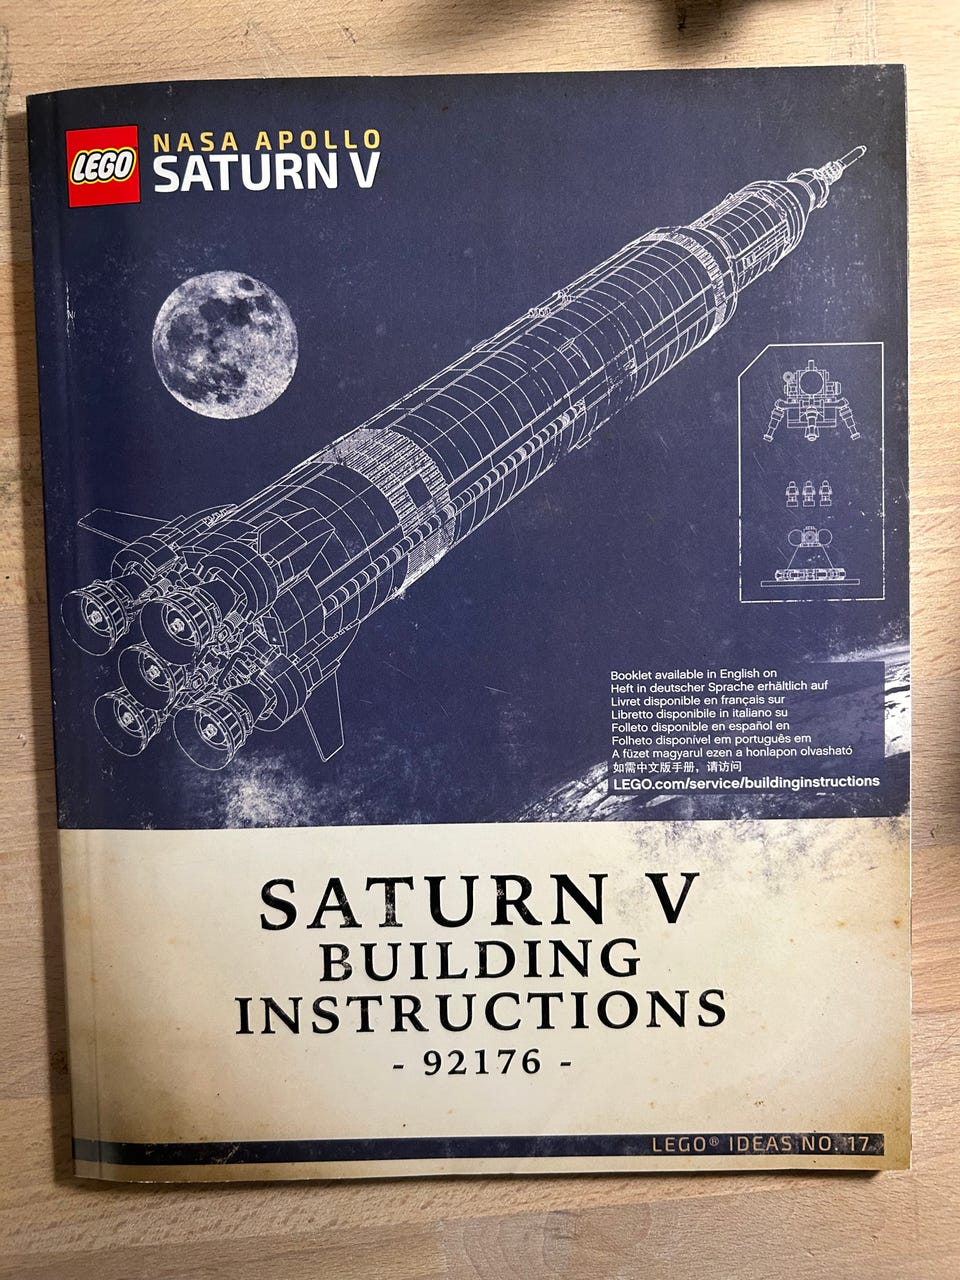 LEGO
NASA APOLLO
SATURN V
Booklet available in English on
Heft in deutscher Sprache erhältlich auf
Livret disponible en français sur
Libretto disponibile in italiano su
Folleto disponible en español en
Folheto disponível em português em
A füzet magyarul ezen a honlapon olvasható
如需中文版手册，请访问
LEGO.com/service/buildinginstructions
SATURN V
BUILDING
INSTRUCTIONS
- 92176 -
LEGO® IDEAS NO. 17